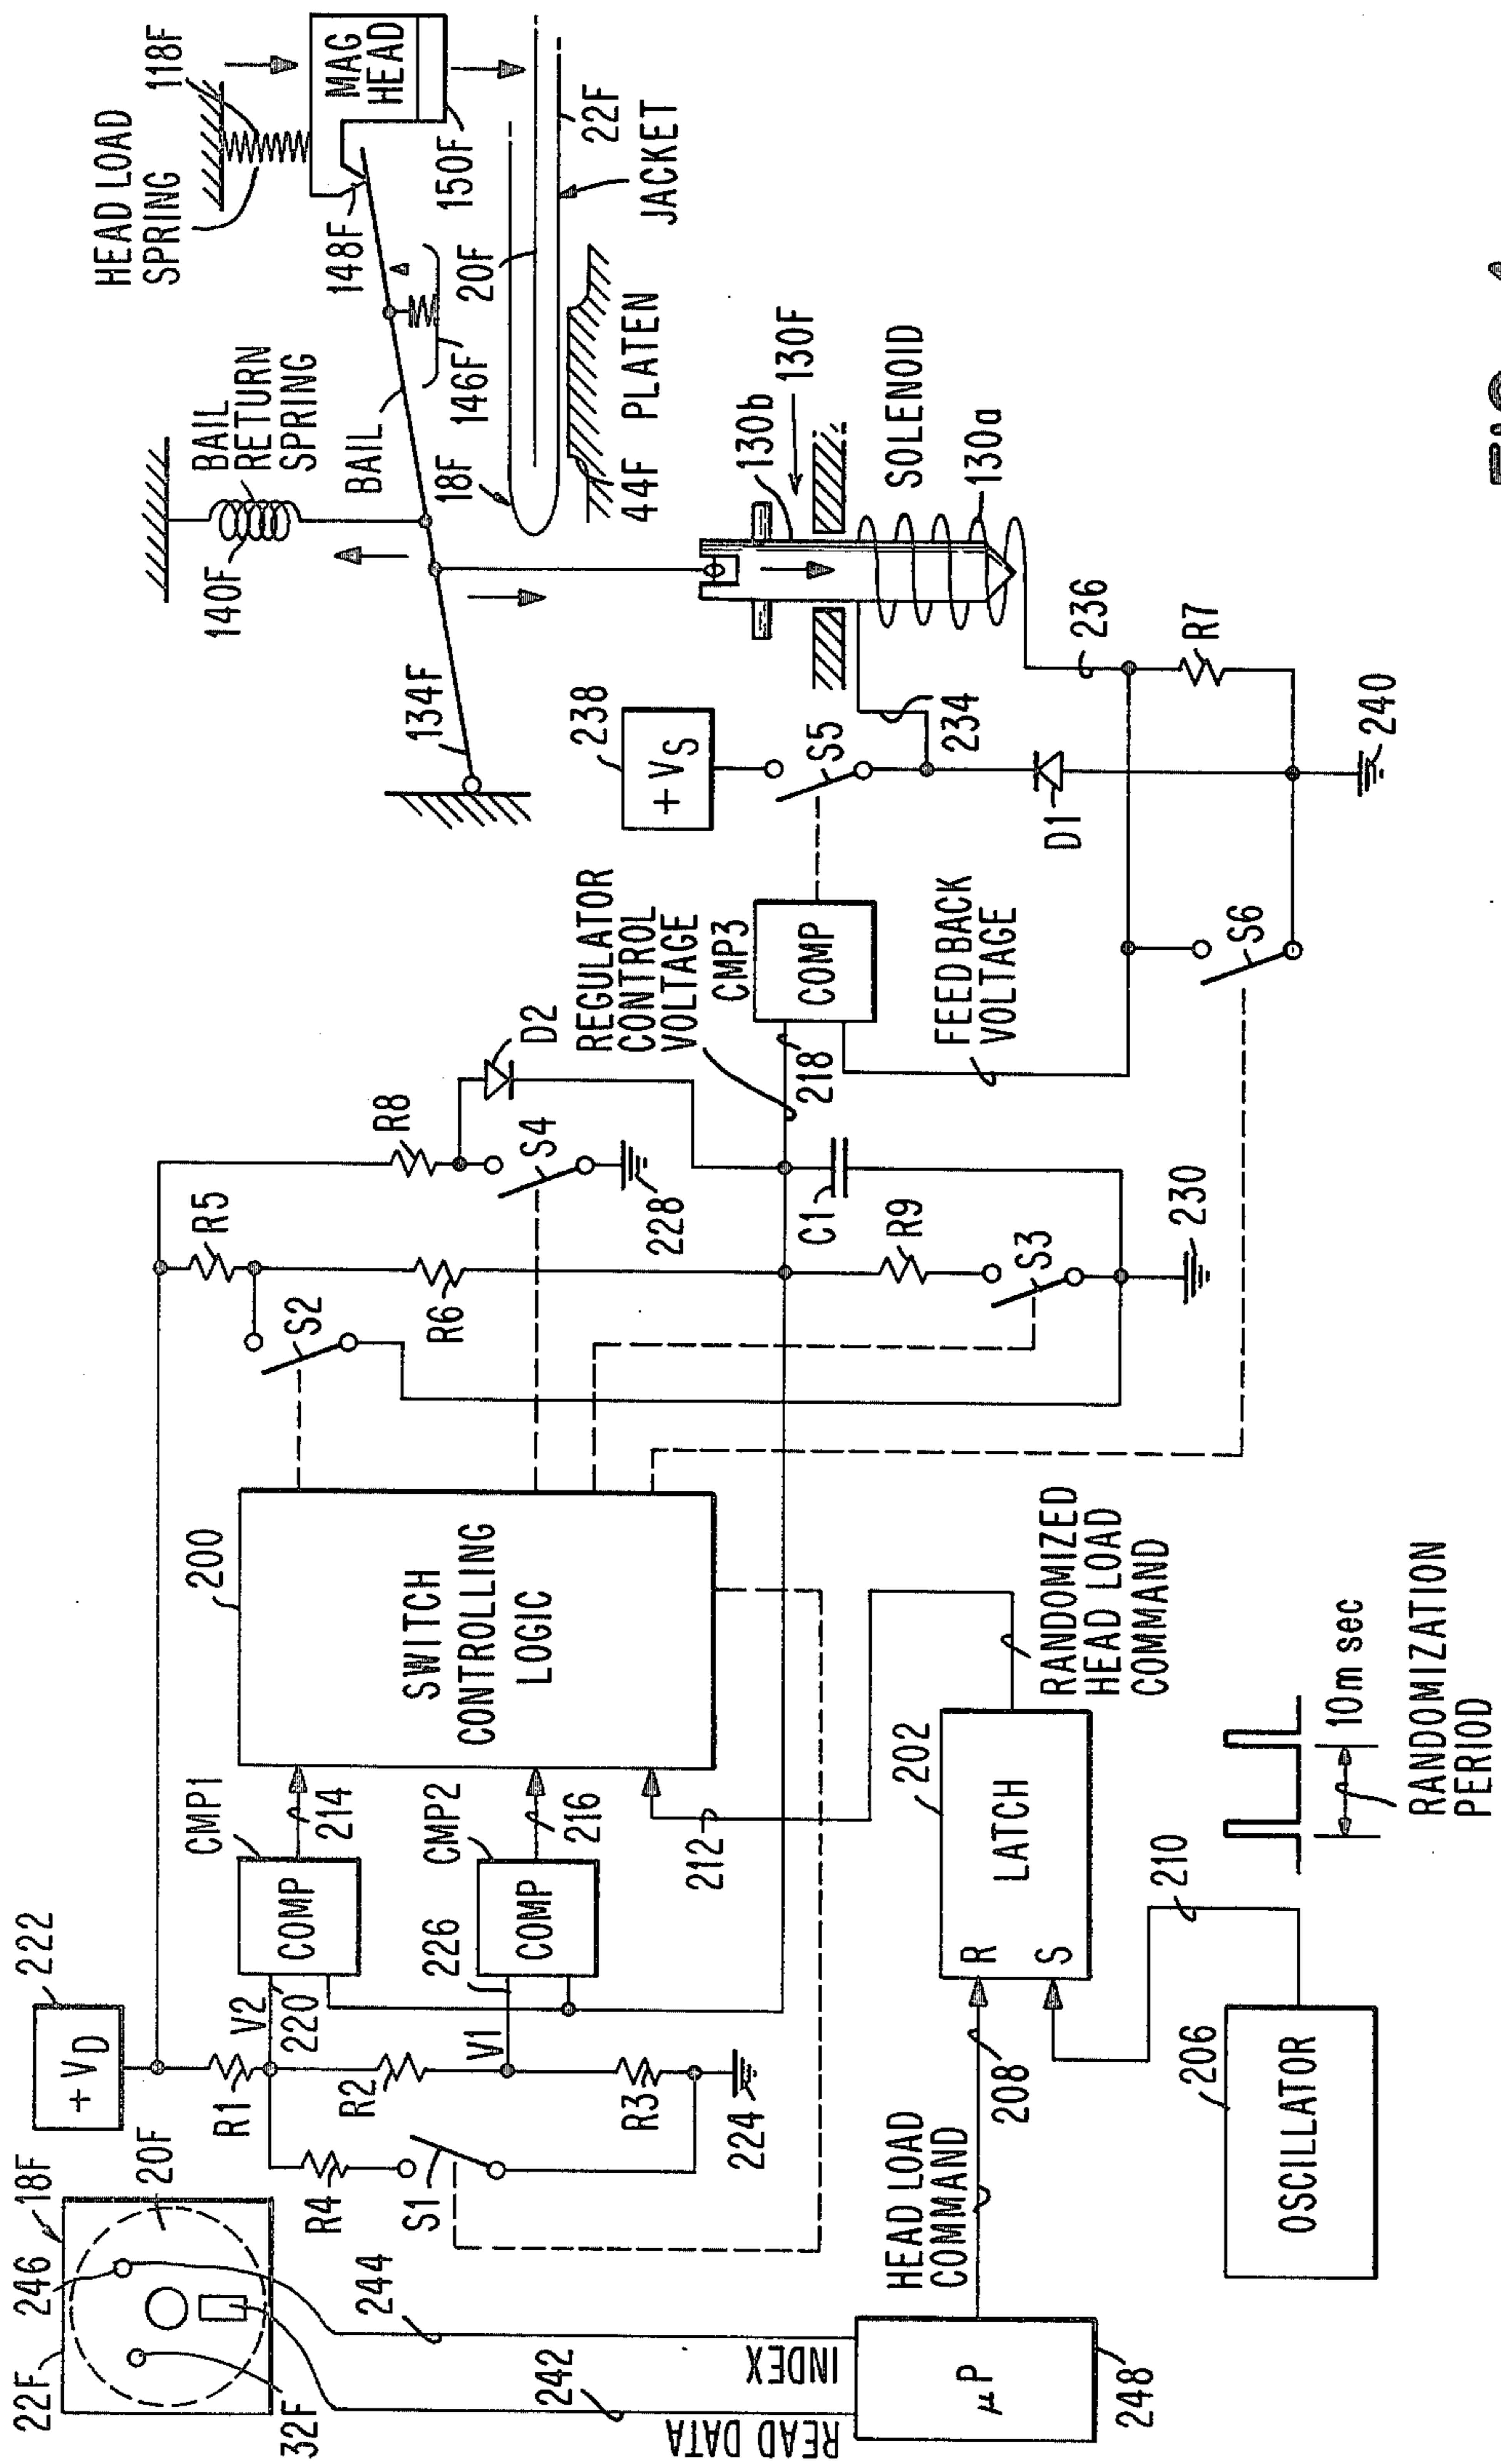 22F
246
18F
20F
32F
222
+ VD
R1
R4
S1
R2
R3
V2
220
V1
226
224
CMP1
COMP
214
CMP2
COMP
216
212
200
SWITCH
CONTROLLING
LOGIC
244
242
INDEX
READ DATA
μP
248
HEAD LOAD
COMMAND
208
R
S
LATCH
202
206
OSCILLATOR
210
RANDOMIZED
HEAD LOAD
COMMAND
10m sec
RANDOMIZATION
PERIOD
S2
R5
R6
R8
D2
S4
228
C1
R9
S3
230
REGULATOR
CONTROL
VOLTAGE
218
CMP3
COMP
FEED BACK
VOLTAGE
S6
238
+ VS
S5
234
D1
236
R7
240
134F
140F
BAIL
RETURN
SPRING
BAIL
146F
18F
44F
PLATEN
20F
130b
130F
SOLENOID
130a
HEAD LOAD
SPRING
118F
148F
MAG
HEAD
150F
22F
JACKET